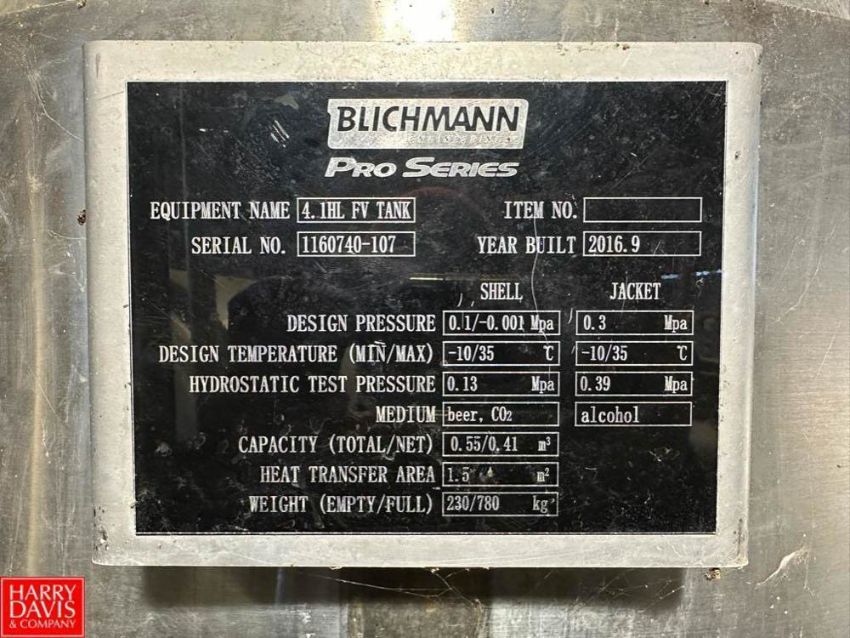 BLICHMANN
ENGINEERING
PRO SERIES
EQUIPMENT NAME 4.1HL FV TANK ITEM NO.
SERIAL NO. 1160740-107 YEAR BUILT 2016.9
SHELL JACKET
DESIGN PRESSURE 0.1/-0.001 Mpa 0.3 Mpa
DESIGN TEMPERATURE (MIN/MAX) -10/35 ℃ -10/35 ℃
HYDROSTATIC TEST PRESSURE 0.13 Mpa 0.39 Mpa
MEDIUM beer, CO₂ alcohol
CAPACITY (TOTAL/NET) 0.55/0.41 m³
HEAT TRANSFER AREA 1.5 m²
WEIGHT (EMPTY/FULL) 230/780 kg
HARRY
DAVIS
& COMPANY